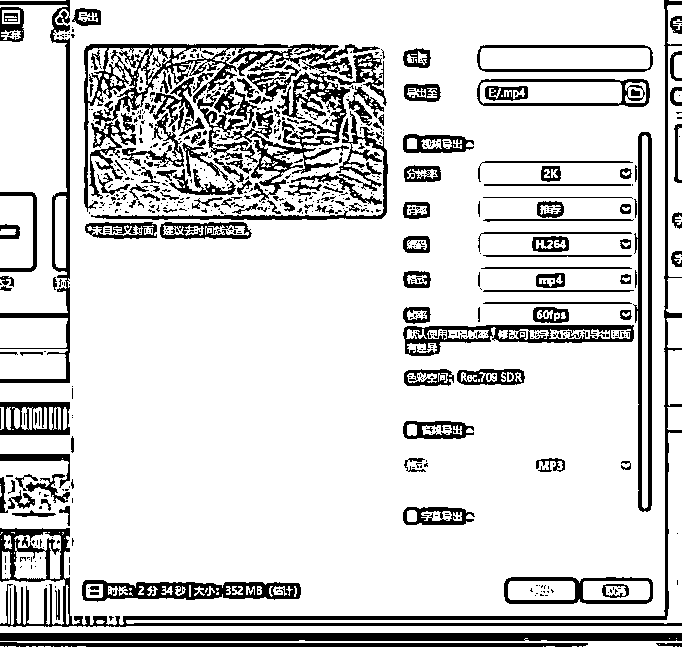 字幕
导出
标题
导出至 E:/.mp4
视频导出
分辨率 2K
码率 推荐
编码 H.264
格式 mp4
帧率 60fps
默认使用草稿帧率,修改可能导致预览和导出画面
有差异
色彩空间:Rec.709 SDR
*未自定义封面,建议去时间线设置。
音频导出
格式 MP3
字幕导出
时长:2 分 34 秒 | 大小:352 MB(估计)
取消